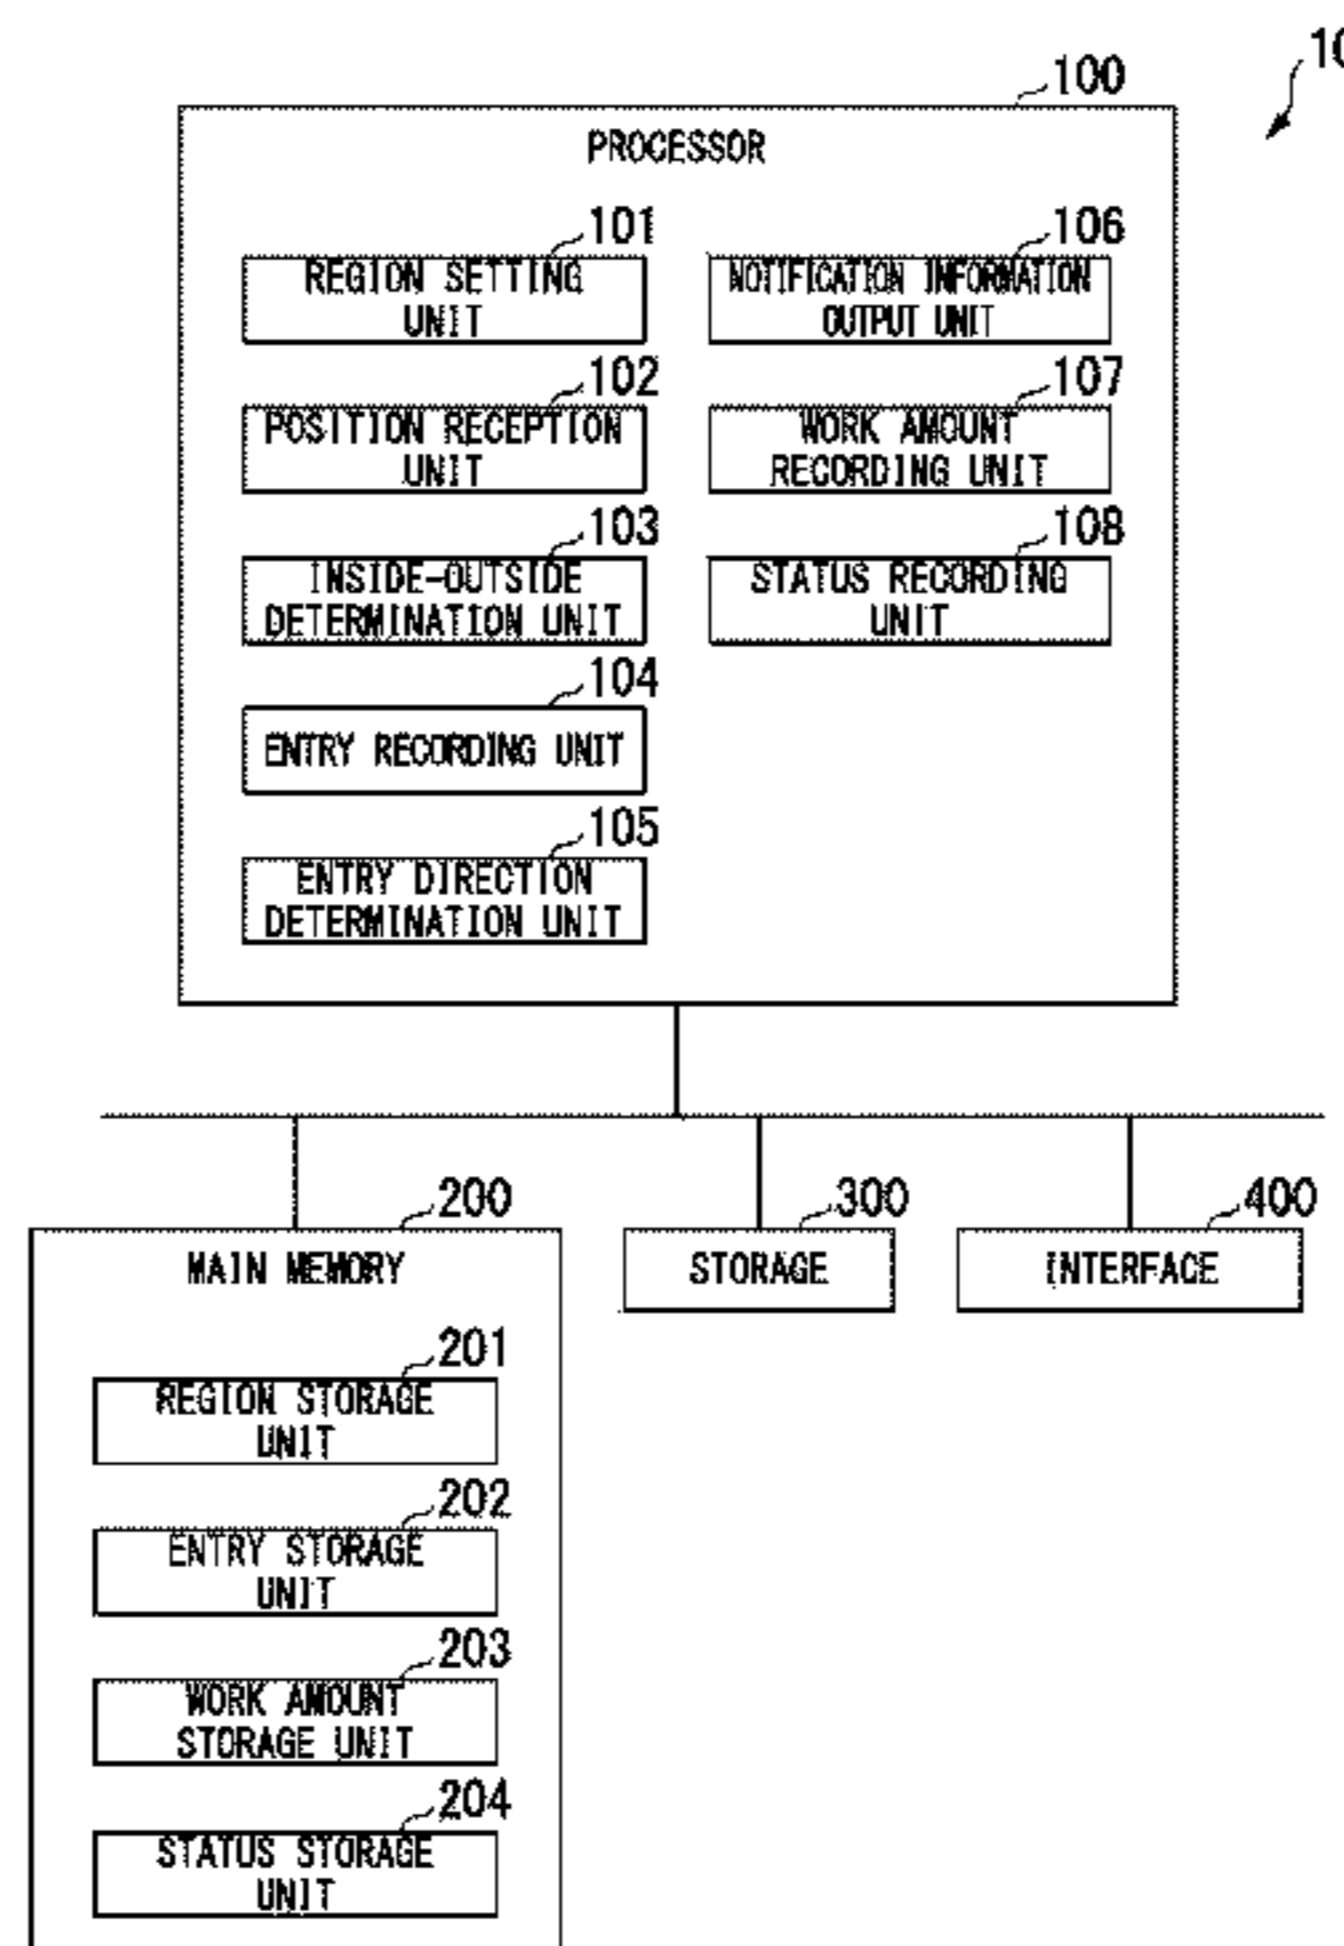 10
100
PROCESSOR
101
REGION SETTING
UNIT
106
NOTIFICATION INFORMATION
OUTPUT UNIT
102
POSITION RECEPTION
UNIT
107
WORK AMOUNT
RECORDING UNIT
103
INSIDE-OUTSIDE
DETERMINATION UNIT
108
STATUS RECORDING
UNIT
104
ENTRY RECORDING UNIT
105
ENTRY DIRECTION
DETERMINATION UNIT
200
MAIN MEMORY
300
STORAGE
400
INTERFACE
201
REGION STORAGE
UNIT
202
ENTRY STORAGE
UNIT
203
WORK AMOUNT
STORAGE UNIT
204
STATUS STORAGE
UNIT